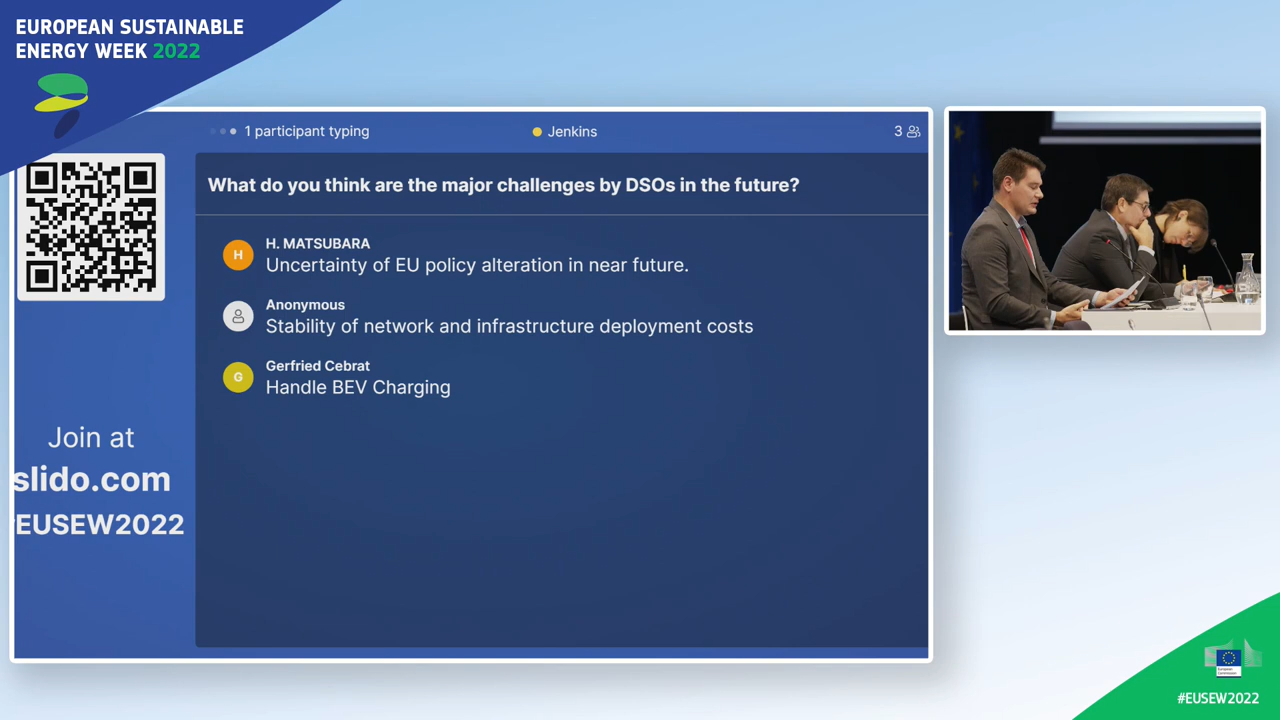 EUROPEAN SUSTAINABLE
ENERGY WEEK 2022
1 participant typing
Jenkins
3
What do you think are the major challenges by DSOs in the future?
H
H. MATSUBARA
Uncertainty of EU policy alteration in near future.
Anonymous
Stability of network and infrastructure deployment costs
G
Gerfried Cebrat
Handle BEV Charging
Join at
slido.com
EUSEW2022
European
Commission
#EUSEW2022